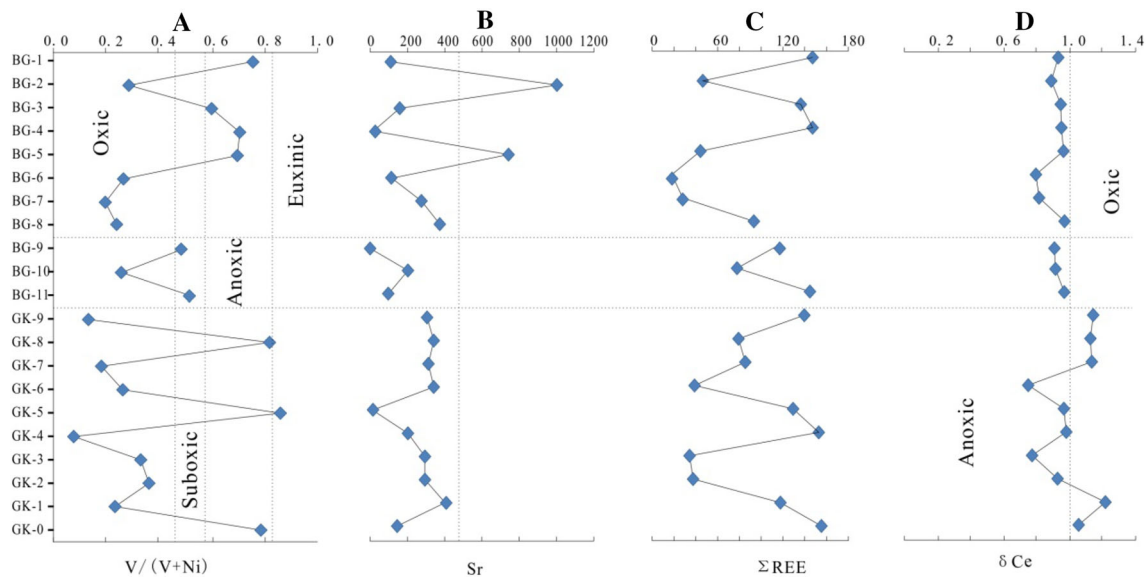 A B C D
0.0 0.2 0.4 0.6 0.8 1.0 0 200 400 600 800 1000 1200 0 60 120 180 0.2 0.6 0.8 1.0 1.4
BG-1
BG-2
BG-3
BG-4
BG-5
BG-6
BG-7
BG-8
BG-9
BG-10
BG-11
GK-9
GK-8
GK-7
GK-6
GK-5
GK-4
GK-3
GK-2
GK-1
GK-0
Oxic
Euxinic
Anoxic
Suboxic
Oxic
Anoxic
V/(V+Ni) Sr ΣREE δCe